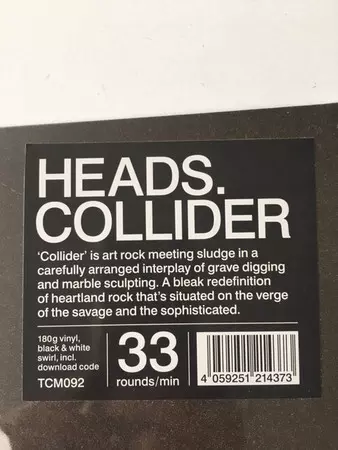 HEADS.
COLLIDER
'Collider' is art rock meeting sludge in a
carefully arranged interplay of grave digging
and marble sculpting. A bleak redefinition
of heartland rock that's situated on the verge
of the savage and the sophisticated.
180g vinyl,
black & white
swirl, incl.
download code
TCM092
33
rounds/min
4 059251 214373